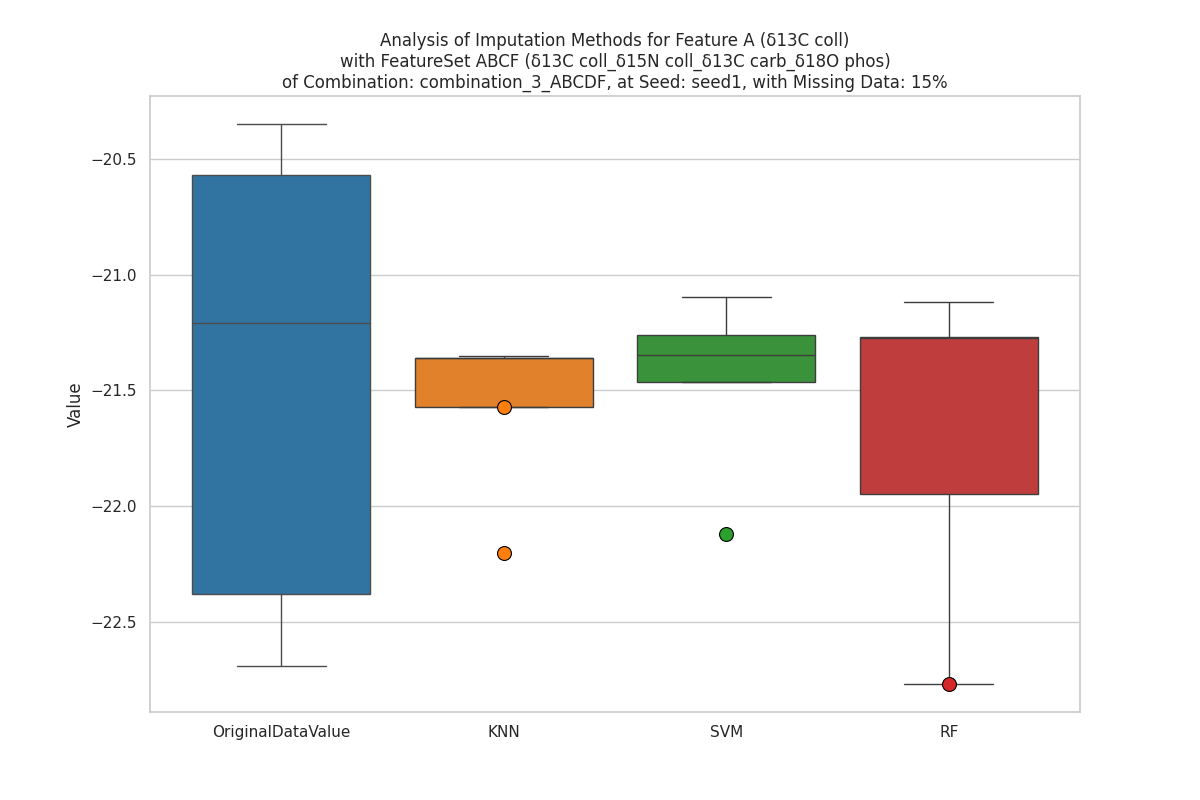 Analysis of Imputation Methods for Feature A (δ13C coll)
with FeatureSet ABCF (δ13C coll_δ15N coll_δ13C carb_δ18O phos)
of Combination: combination_3_ABCDF, at Seed: seed1, with Missing Data: 15%
Value
−20.5
−21.0
−21.5
−22.0
−22.5
OriginalDataValue
KNN
SVM
RF